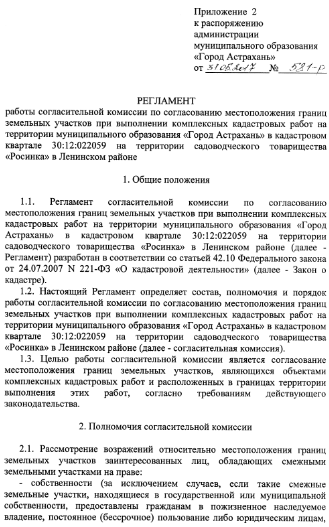 Приложение 2
к распоряжению
администрации
муниципального образования
«Город Астрахань»
от 31.08.2017 № 581-р
РЕГЛАМЕНТ
работы согласительной комиссии по согласованию местоположения границ
земельных участков при выполнении комплексных кадастровых работ на
территории муниципального образования «Город Астрахань» в кадастровом
квартале 30:12:022059 на территории садоводческого товарищества
«Росинка» в Ленинском районе
1. Общие положения
1.1. Регламент согласительной комиссии по согласованию
местоположения границ земельных участков при выполнении комплексных
кадастровых работ на территории муниципального образования «Город
Астрахань» в кадастровом квартале 30:12:022059 на территории
садоводческого товарищества «Росинка» в Ленинском районе (далее -
Регламент) разработан в соответствии со статьей 42.10 Федерального закона
от 24.07.2007 N 221-ФЗ «О кадастровой деятельности» (далее - Закон о
кадастре).
1.2. Настоящий Регламент определяет состав, полномочия и порядок
работы согласительной комиссии по согласованию местоположения границ
земельных участков при выполнении комплексных кадастровых работ на
территории муниципального образования «Город Астрахань» в кадастровом
квартале 30:12:022059 на территории садоводческого товарищества
«Росинка» в Ленинском районе (далее - согласительная комиссия).
1.3. Целью работы согласительной комиссии является согласование
местоположения границ земельных участков, являющихся объектами
комплексных кадастровых работ и расположенных в границах территории
выполнения этих работ, согласно требованиям действующего
законодательства.
2. Полномочия согласительной комиссии
2.1. Рассмотрение возражений относительно местоположения границ
земельных участков заинтересованных лиц, обладающих смежными
земельными участками на праве:
- собственности (за исключением случаев, если такие смежные
земельные участки, находящиеся в государственной или муниципальной
собственности, предоставлены гражданам в пожизненное наследуемое
владение, постоянное (бессрочное) пользование либо юридическим лицам,